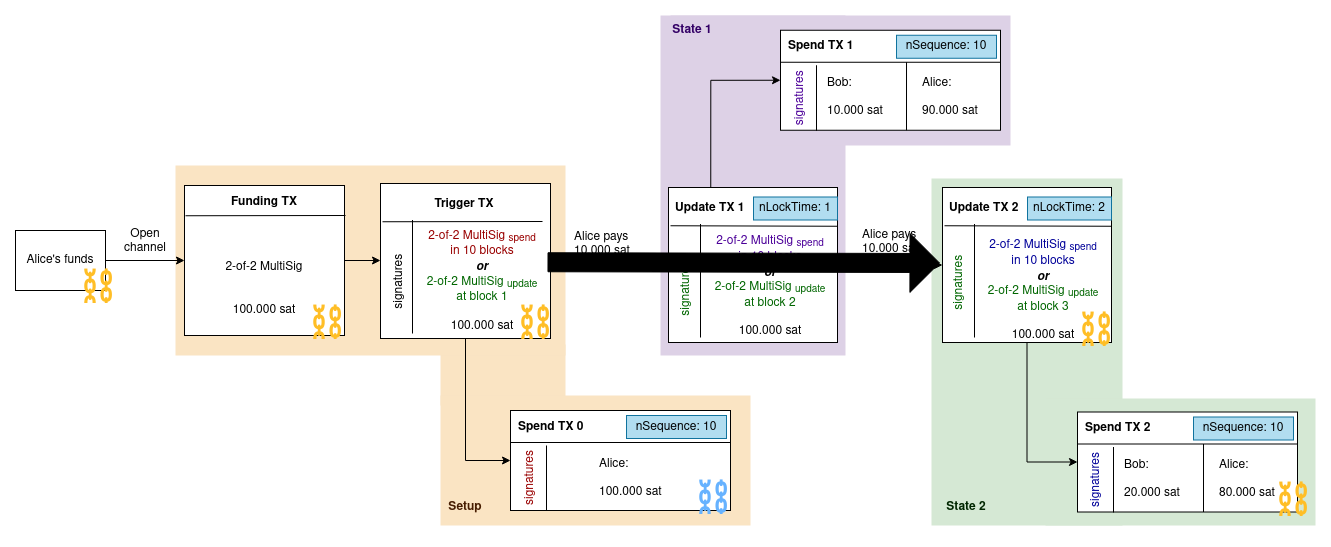 State 1
Spend TX 1
nSequence: 10
signatures
Bob:
10.000 sat
Alice:
90.000 sat
Alice's funds
Open
channel
Funding TX
2-of-2 MultiSig
100.000 sat
Trigger TX
signatures
2-of-2 MultiSig spend
in 10 blocks
or
2-of-2 MultiSig update
at block 1
100.000 sat
Alice pays
10.000 sat
Update TX 1
nLockTime: 1
2-of-2 MultiSig spend
or
2-of-2 MultiSig update
at block 2
100.000 sat
Alice pays
10.000 sat
Update TX 2
nLockTime: 2
signatures
2-of-2 MultiSig spend
in 10 blocks
or
2-of-2 MultiSig update
at block 3
100.000 sat
Spend TX 0
nSequence: 10
signatures
Alice:
100.000 sat
Setup
Spend TX 2
nSequence: 10
signatures
Bob:
20.000 sat
Alice:
80.000 sat
State 2